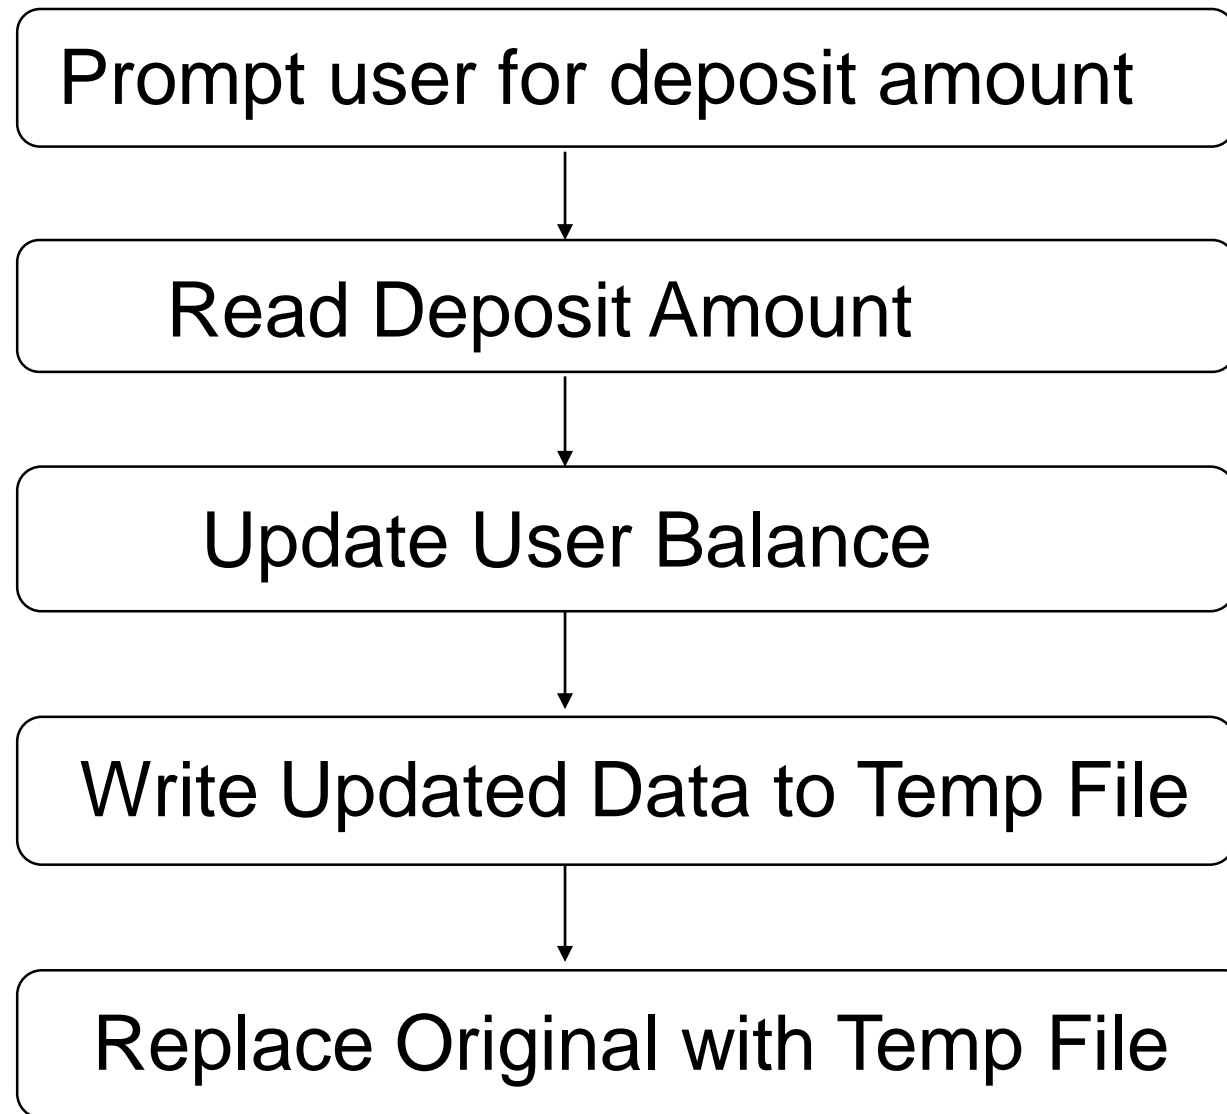 Prompt user for deposit amount
Read Deposit Amount
Update User Balance
Write Updated Data to Temp File
Replace Original with Temp File